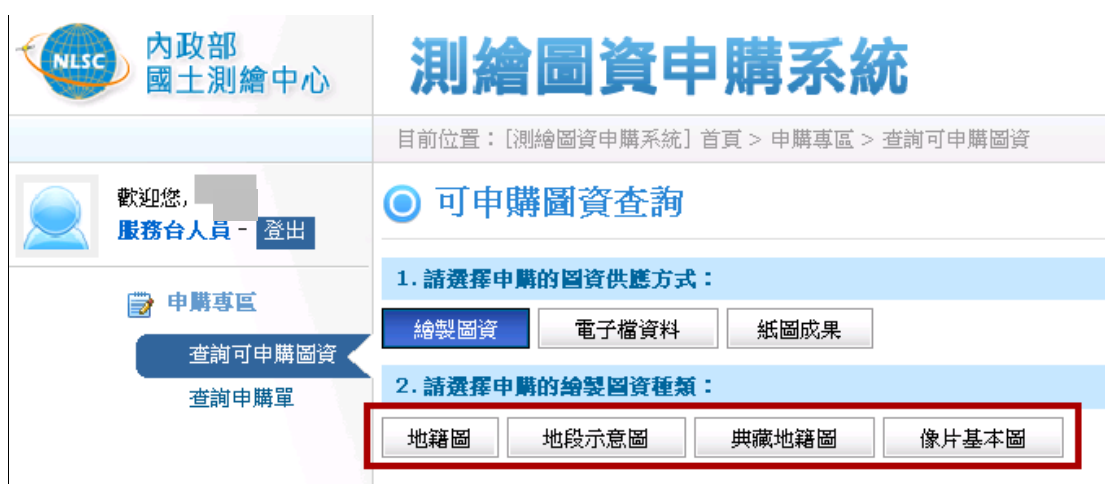 NLSC
內政部
國土測繪中心
測繪圖資申購系統
目前位置：[測繪圖資申購系統] 首頁 > 申購專區 > 查詢可申購圖資
歡迎您,
服務台人員 - 登出
申購專區
查詢可申購圖資
查詢申購單
可申購圖資查詢
1.請選擇申購的圖資供應方式：
繪製圖資 電子檔資料 紙圖成果
2.請選擇申購的繪製圖資種類：
地籍圖 地段示意圖 典藏地籍圖 像片基本圖